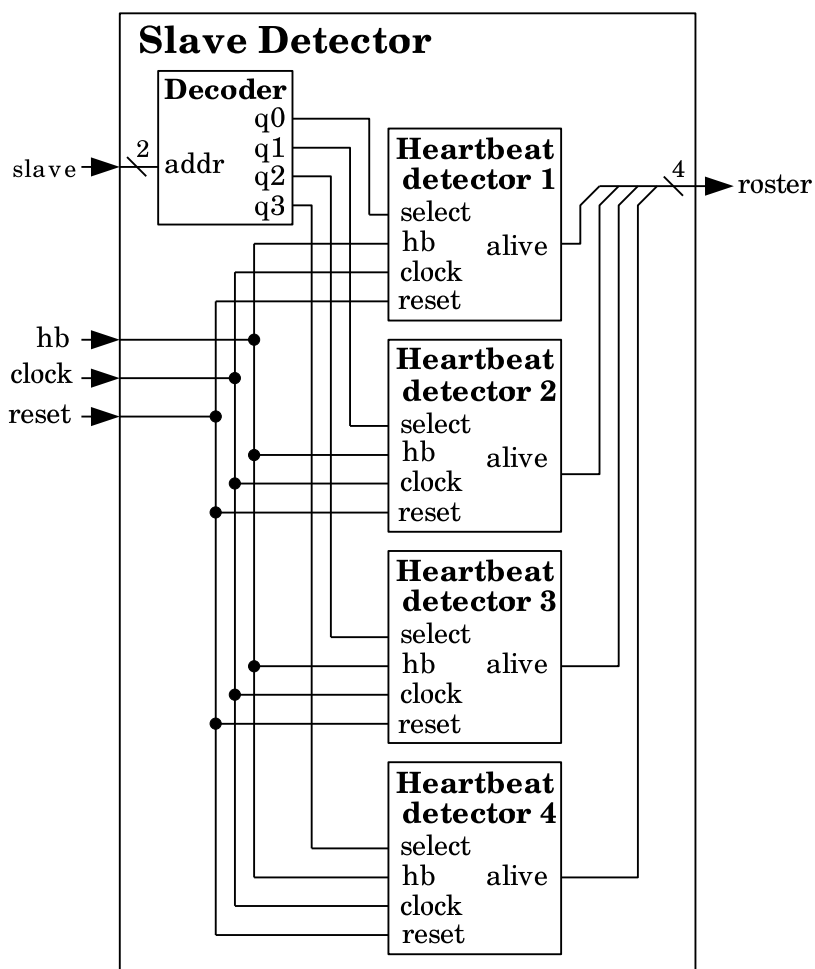 Slave Detector
Decoder
q0
q1
q2
q3
addr
2
slave
hb
clock
reset
Heartbeat
detector 1
select
hb
clock
reset
alive
Heartbeat
detector 2
select
hb
clock
reset
alive
Heartbeat
detector 3
select
hb
clock
reset
alive
Heartbeat
detector 4
select
hb
clock
reset
alive
4
roster